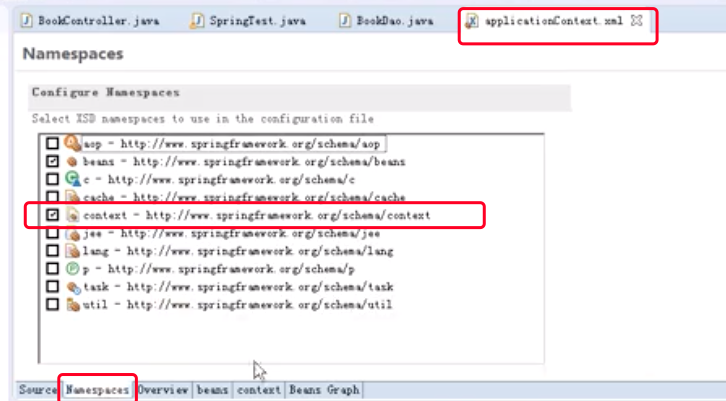 BookController.java SpringTest.java BookDao.java applicationContext.xml
Namespaces
Configure Namespaces
Select XSD namespaces to use in the configuration file
aop - http://www.springframework.org/schema/aop
beans - http://www.springframework.org/schema/beans
c - http://www.springframework.org/schema/c
cache - http://www.springframework.org/schema/cache
context - http://www.springframework.org/schema/context
jee - http://www.springframework.org/schema/jee
lang - http://www.springframework.org/schema/lang
p - http://www.springframework.org/schema/p
task - http://www.springframework.org/schema/task
util - http://www.springframework.org/schema/util
Source Namespaces Overview beans context Beans Graph